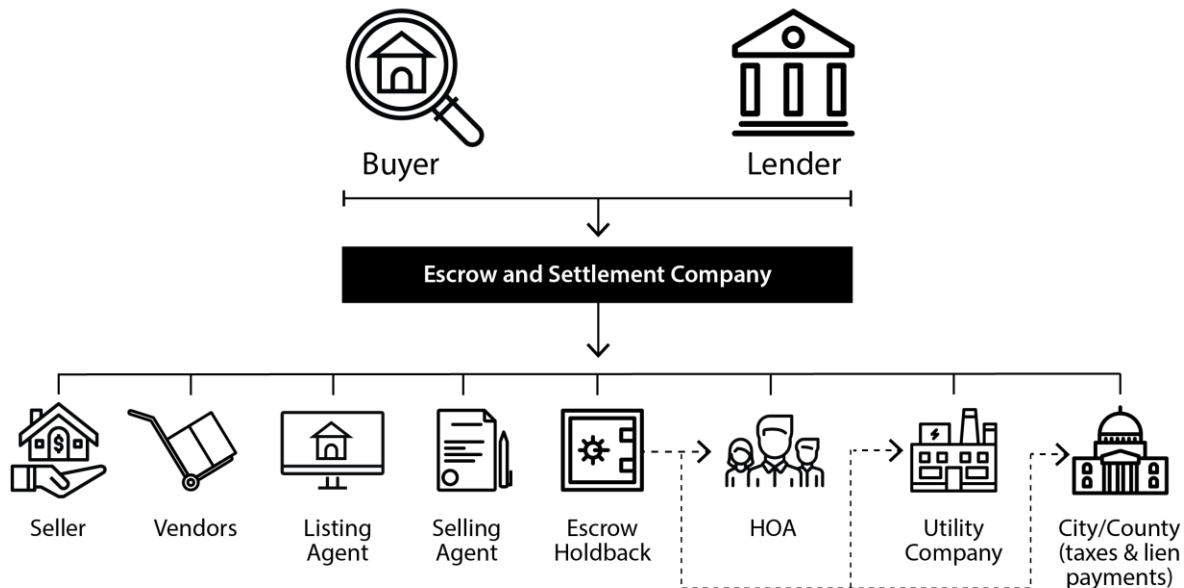 Buyer
Lender
Escrow and Settlement Company
$
Seller
Vendors
Listing
Agent
Selling
Agent
Escrow
Holdback
HOA
Utility
Company
City/County
(taxes & lien
payments)